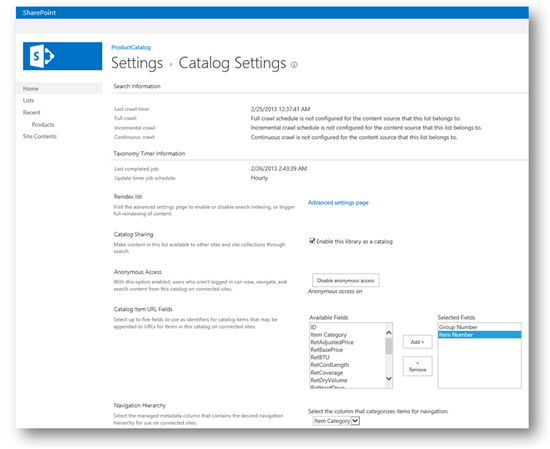 SharePoint
S
ProductCatalog
Settings › Catalog Settings
Home
Lists
Recent
Products
Site Contents
Search Information
Last crawl time: 2/25/2013 12:37:41 AM
Full crawl: Full crawl schedule is not configured for the content source that this list belongs to.
Incremental crawl: Incremental crawl schedule is not configured for the content source that this list belongs to.
Continuous crawl: Continuous crawl is not configured for the content source that this list belongs to.
Taxonomy Timer Information
Last completed job: 2/26/2013 2:43:39 AM
Update timer job schedule: Hourly
Reindex list
Visit the advanced settings page to enable or disable search indexing, or trigger
full reindexing of content.
Advanced settings page
Catalog Sharing
Make content in this list available to other sites and site collections through
search.
Enable this library as a catalog
Anonymous Access
With this option enabled, users who aren't logged in can view, navigate, and
search content from this catalog on connected sites.
Disable anonymous access
Anonymous access on
Catalog Item URL Fields
Select up to five fields to use as identifiers for catalog items that may be
appended to URLs for items in this catalog on connected sites.
Available Fields
ID
Item Category
RetAdjustedPrice
RetBasePrice
RetBTU
RetCordLength
RetCoverage
RetDryVolume
RetHardDrive
Add >
<
Remove
Selected Fields
Group Number
Item Number
Navigation Hierarchy
Select the managed metadata column that contains the desired navigation
hierarchy for use on connected sites.
Select the column that categorizes items for navigation:
Item Category